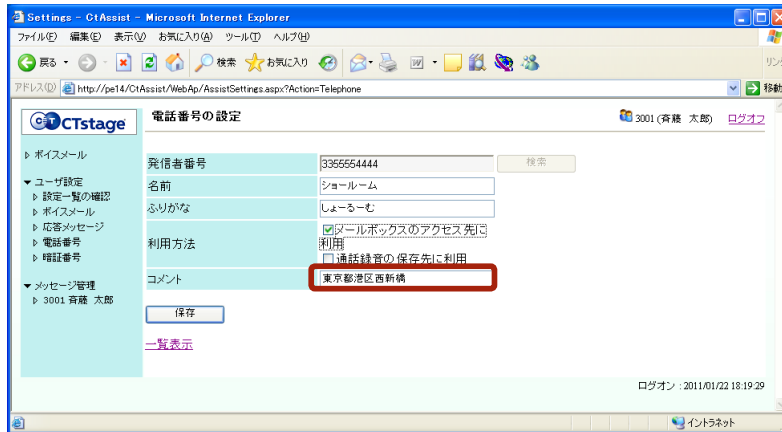 Settings - CtAssist - Microsoft Internet Explorer
ファイル(F) 編集(E) 表示(V) お気に入り(A) ツール(T) ヘルプ(H)
戻る 検索 お気に入り
アドレス(D) http://pe14/CtAssist/WebAp/AssistSettings.aspx?Action=Telephone 移動
CTstage
電話番号の設定
3001 (斉藤 太郎) ログオフ
ボイスメール
ユーザ設定
設定一覧の確認
ボイスメール
応答メッセージ
電話番号
暗証番号
メッセージ管理
3001 斉藤 太郎
発信者番号 3355554444 検索
名前 ショールーム
ふりがな しょーるーむ
利用方法 メールボックスのアクセス先に
利用
通話録音の保存先に利用
コメント 東京都港区西新橋
保存
一覧表示
ログオン : 2011/01/22 18:19:29
イントラネット